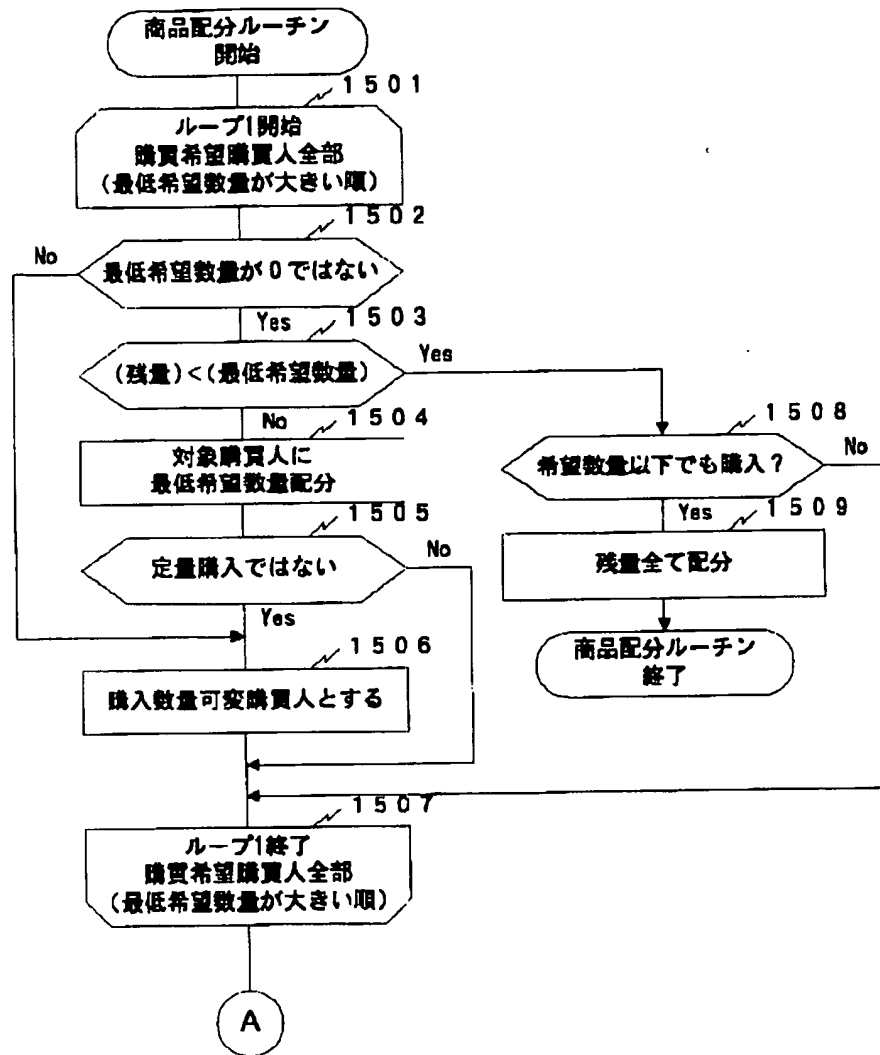 商品配分ルーチン
開始
1501
ループ1開始
購買希望購買人全部
(最低希望数量が大きい順)
1502
No
最低希望数量が0ではない
Yes
1503
(残量)<(最低希望数量)
Yes
No
1504
対象購買人に
最低希望数量配分
1508
希望数量以下でも購入?
No
Yes
1509
残量全て配分
商品配分ルーチン
終了
1505
定量購入ではない
No
Yes
1506
購入数量可変購買人とする
1507
ループ1終了
購買希望購買人全部
(最低希望数量が大きい順)
A